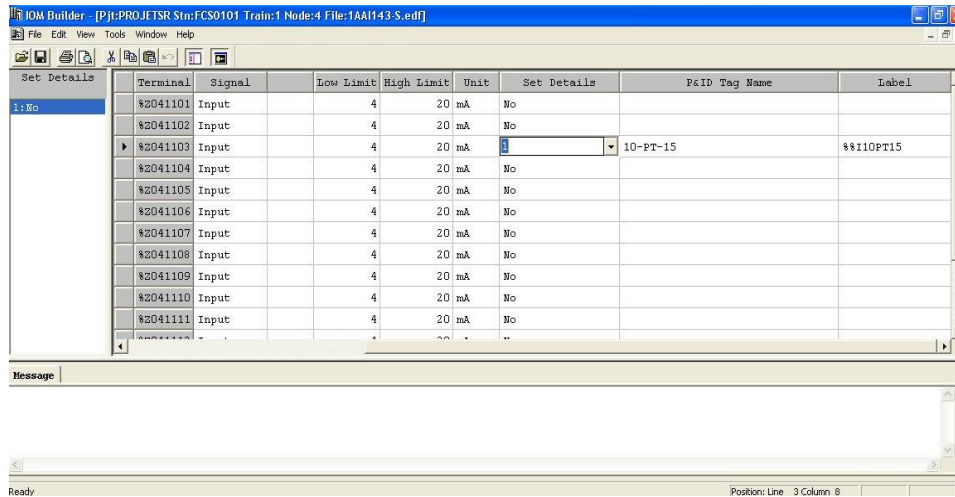 IOM Builder - [Pjt:PROJETSR Stn:FCS0101 Train:1 Node:4 File:1AAI143-S.edf]
File Edit View Tools Window Help
Set Details
1:No
Terminal Signal Low Limit High Limit Unit Set Details P&ID Tag Name Label
%Z041101 Input 4 20 mA No
%Z041102 Input 4 20 mA No
%Z041103 Input 4 20 mA 1 10-PT-15 %%I10PT15
%Z041104 Input 4 20 mA No
%Z041105 Input 4 20 mA No
%Z041106 Input 4 20 mA No
%Z041107 Input 4 20 mA No
%Z041108 Input 4 20 mA No
%Z041109 Input 4 20 mA No
%Z041110 Input 4 20 mA No
%Z041111 Input 4 20 mA No
Message
Ready Position: Line 3 Column 8